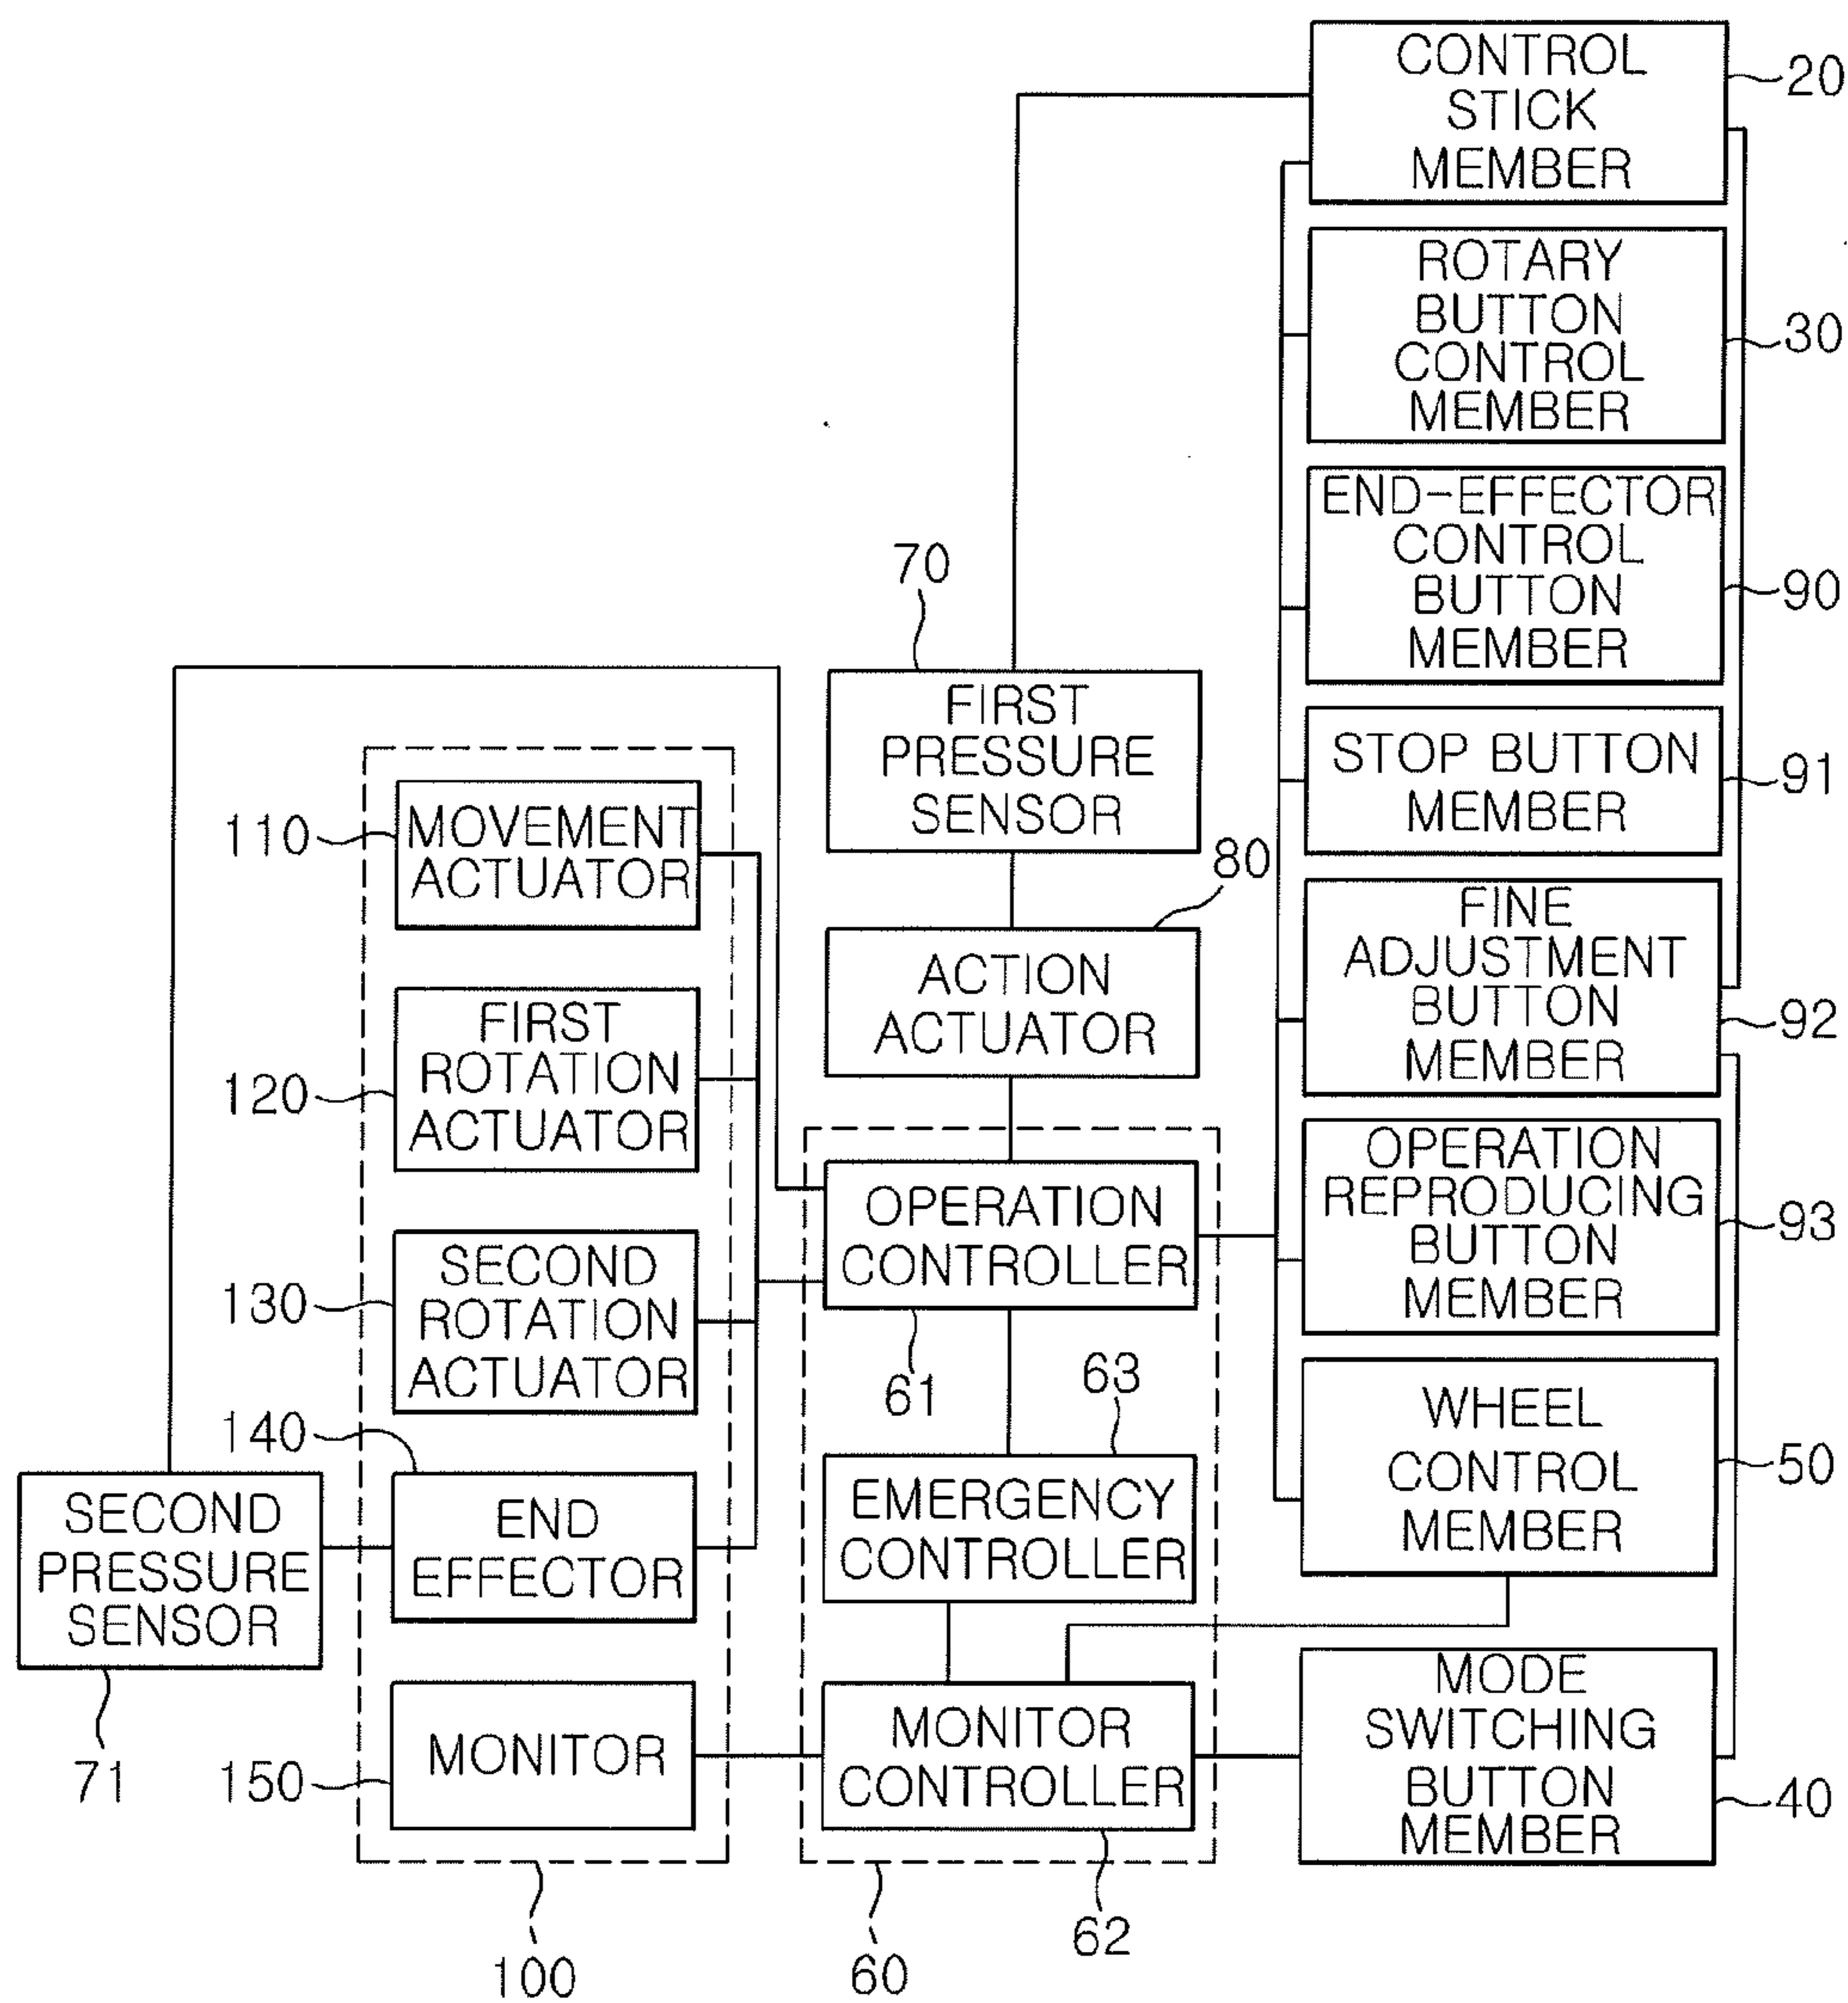 CONTROL
STICK
MEMBER
20
ROTARY
BUTTON
CONTROL
MEMBER
30
END-EFFECTOR
CONTROL
BUTTON
MEMBER
90
STOP BUTTON
MEMBER
91
FINE
ADJUSTMENT
BUTTON
MEMBER
92
OPERATION
REPRODUCING
BUTTON
MEMBER
93
WHEEL
CONTROL
MEMBER
50
MODE
SWITCHING
BUTTON
MEMBER
40
70
FIRST
PRESSURE
SENSOR
80
ACTION
ACTUATOR
OPERATION
CONTROLLER
61
63
EMERGENCY
CONTROLLER
MONITOR
CONTROLLER
62
60
110
MOVEMENT
ACTUATOR
120
FIRST
ROTATION
ACTUATOR
130
SECOND
ROTATION
ACTUATOR
140
END
EFFECTOR
150
MONITOR
100
SECOND
PRESSURE
SENSOR
71